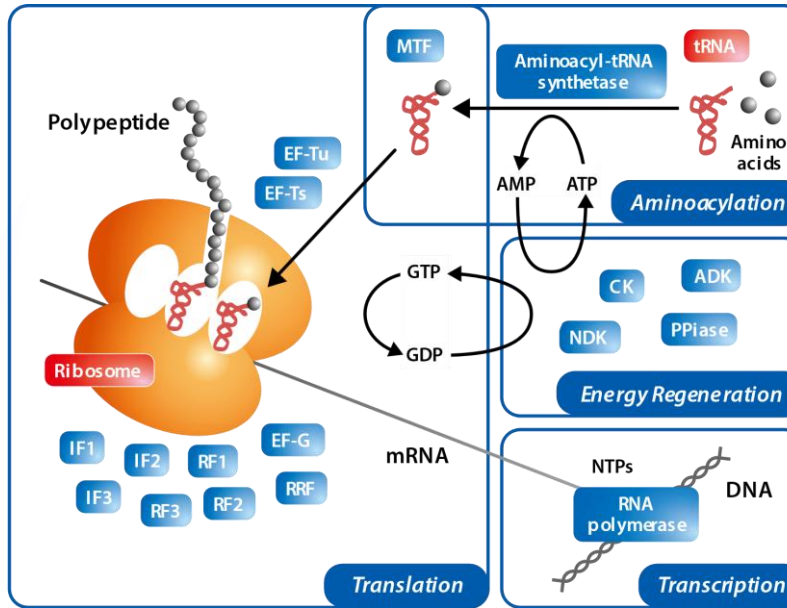 MTF
Aminoacyl-tRNA
synthetase
tRNA
Polypeptide
EF-Tu
EF-Ts
Amino
acids
AMP
ATP
Aminoacylation
GTP
GDP
CK
ADK
NDK
PPiase
Energy Regeneration
Ribosome
IF1
IF2
RF1
EF-G
IF3
RF3
RF2
RRF
mRNA
Translation
NTPs
RNA
polymerase
DNA
Transcription